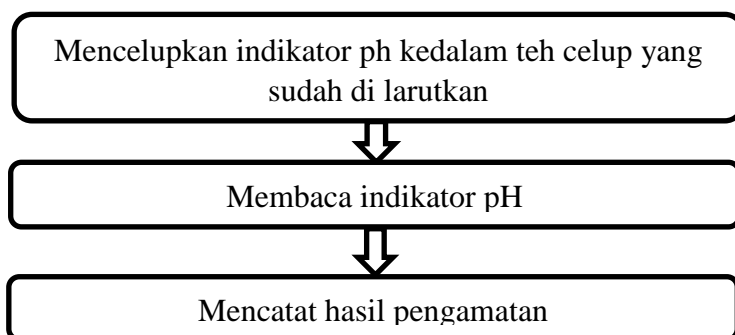 Mencelupkan indikator ph kedalam teh celup yang
sudah di larutkan
Membaca indikator pH
Mencatat hasil pengamatan